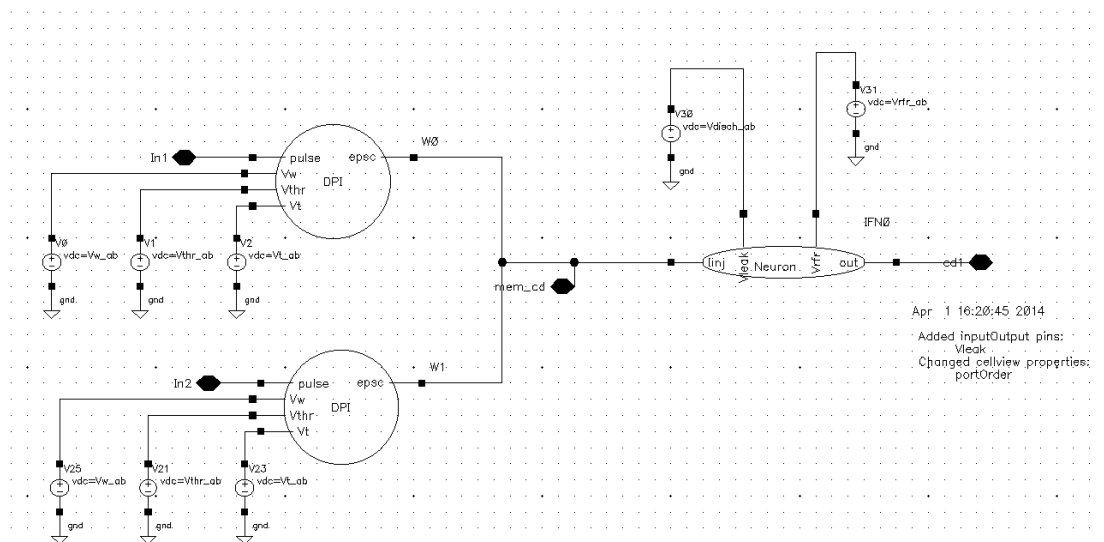 V30
vdc=Vdisch_ab
gnd
V31
vdc=Vrfr_ab
gnd
In1
pulse
epsc
Vw
DPI
Vthr
Vt
W0
V0
vdc=Vw_ab
gnd
V1
vdc=Vthr_ab
gnd
V2
vdc=Vt_ab
gnd
mem_cd
IFN0
Iinj
Vleak
Neuron
Vrfr
out
cd1
Apr 1 16:20:45 2014
Added inputOutput pins:
Vleak
Changed cellview properties:
portOrder
In2
pulse
epsc
Vw
DPI
Vthr
Vt
W1
V25
vdc=Vw_ab
gnd
V21
vdc=Vthr_ab
gnd
V23
vdc=Vt_ab
gnd